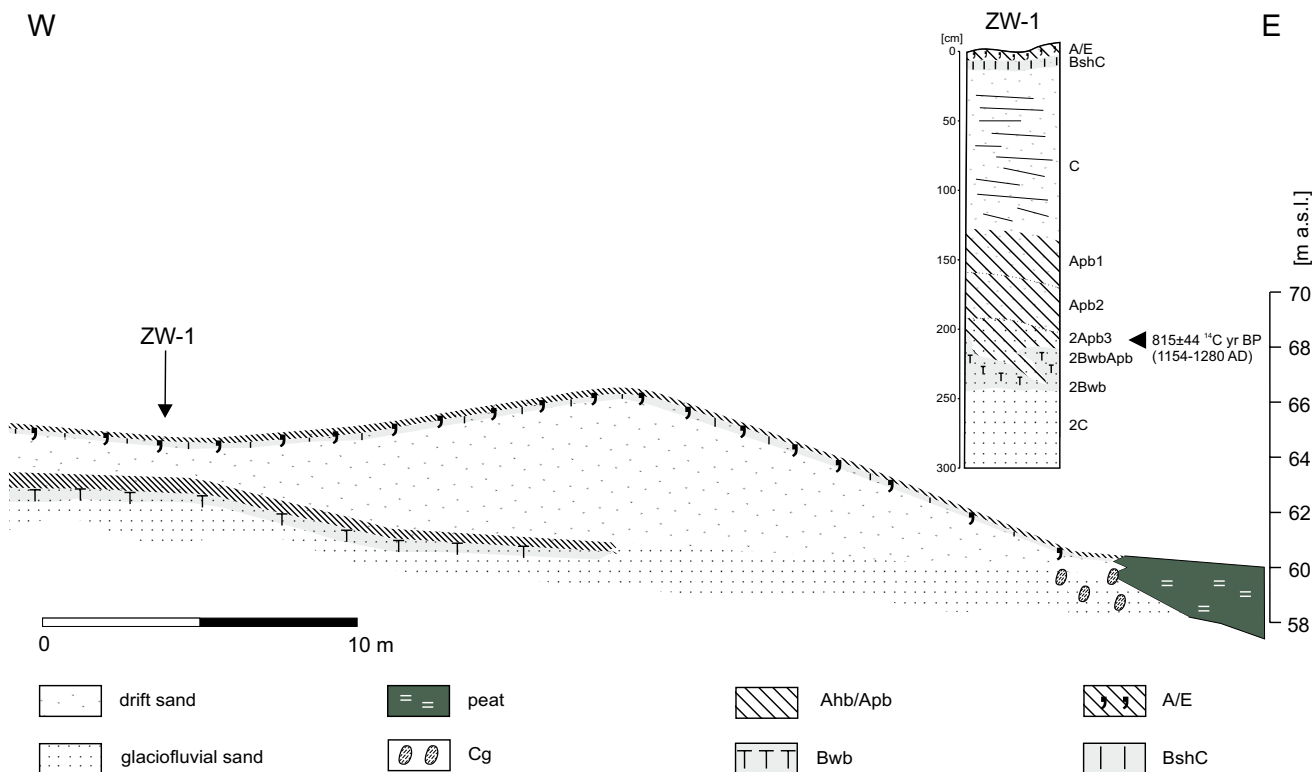 W
ZW-1
E
[cm]
0
50
100
150
200
250
300
A/E
BshC
C
Apb1
Apb2
2Apb3
2BwbApb
2Bwb
2C
815±44 ¹⁴C yr BP
(1154-1280 AD)
[m a.s.l.]
70
68
66
64
62
60
58
ZW-1
0 10 m
drift sand
peat
Ahb/Apb
A/E
glaciofluvial sand
Cg
Bwb
BshC